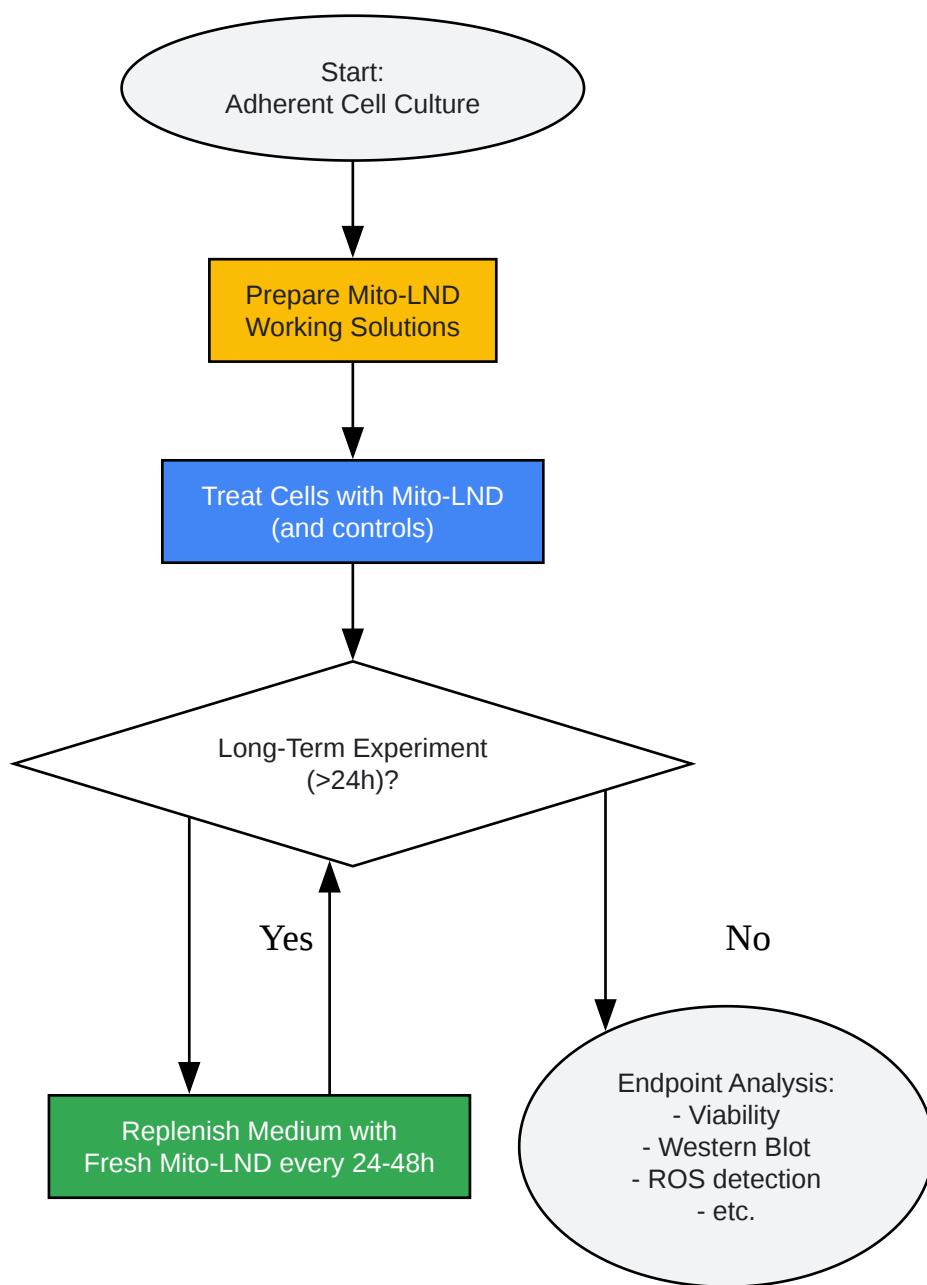 Start:
Adherent Cell Culture
Prepare Mito-LND
Working Solutions
Treat Cells with Mito-LND
(and controls)
Long-Term Experiment
(>24h)?
Yes
No
Replenish Medium with
Fresh Mito-LND every 24-48h
Endpoint Analysis:
- Viability
- Western Blot
- ROS detection
- etc.